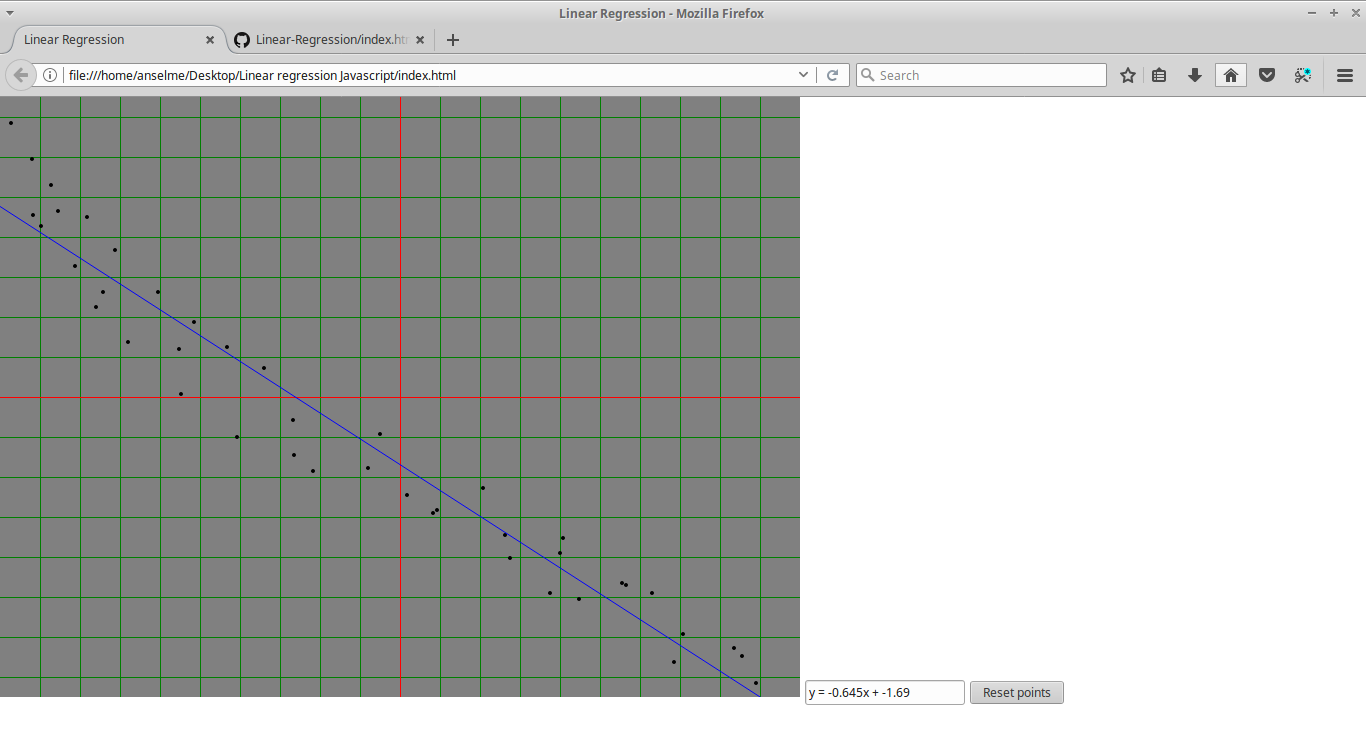 Linear Regression - Mozilla Firefox
Linear Regression
Linear-Regression/index.htm
file:///home/anselme/Desktop/Linear regression Javascript/index.html
Search
y = -0.645x + -1.69
Reset points